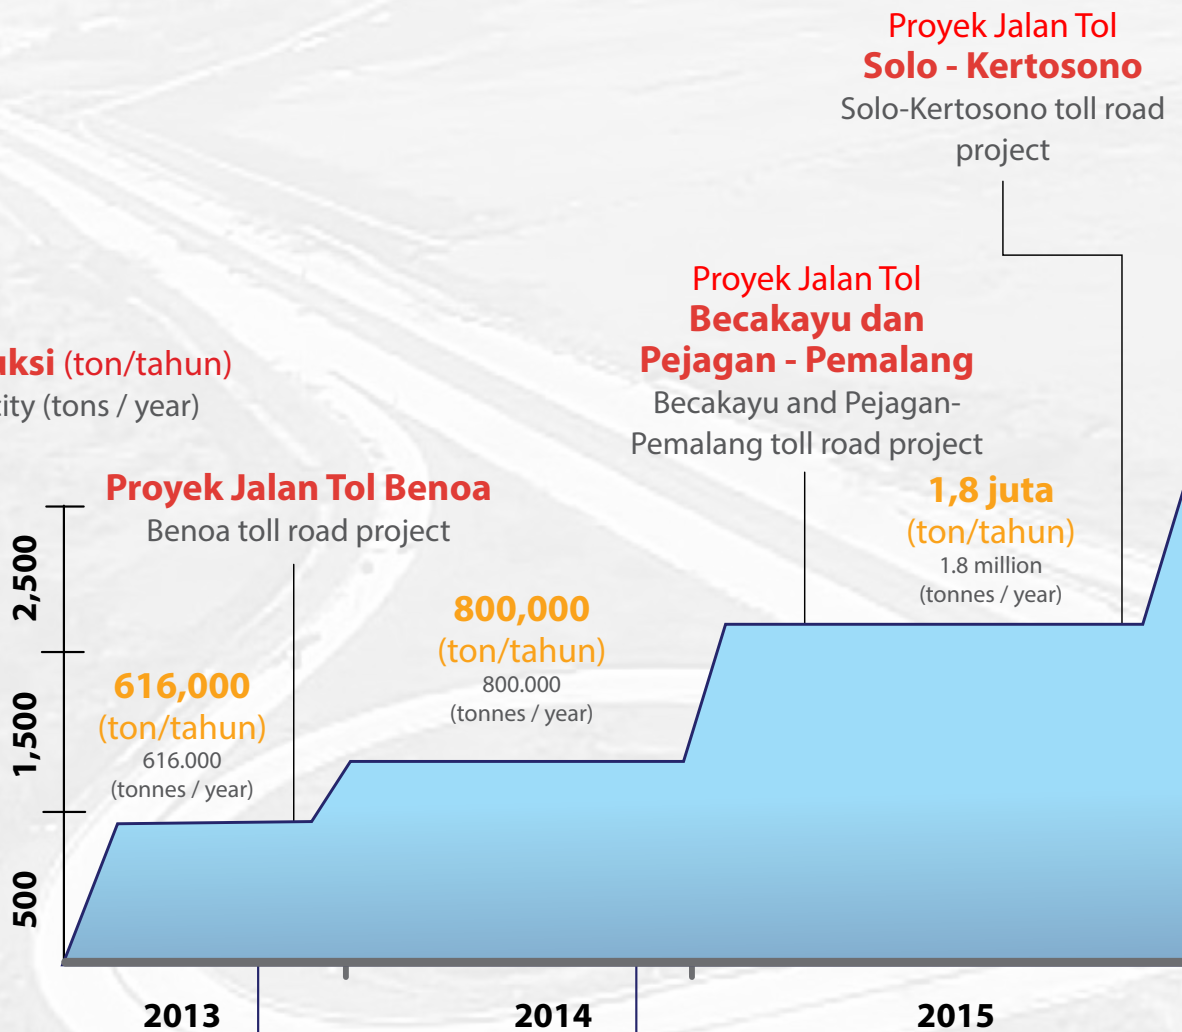 Proyek Jalan Tol
Solo - Kertosono
Solo-Kertosono toll road
project
Proyek Jalan Tol
Becakayu dan
Pejagan - Pemalang
Becakayu and Pejagan-
Pemalang toll road project
uksi (ton/tahun)
city (tons / year)
Proyek Jalan Tol Benoa
Benoa toll road project
1,8 juta
(ton/tahun)
1.8 million
(tonnes / year)
800,000
(ton/tahun)
800.000
(tonnes / year)
616,000
(ton/tahun)
616.000
(tonnes / year)
2,500
1,500
500
2013
2014
2015